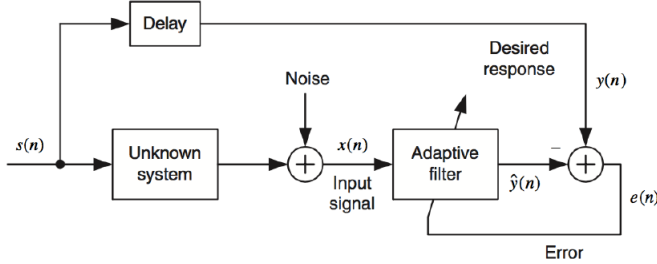 Delay
Desired
response
y(n)
Noise
s(n)
x(n)
Unknown
system
+
Input
signal
Adaptive
filter
−
+
ŷ(n)
e(n)
Error